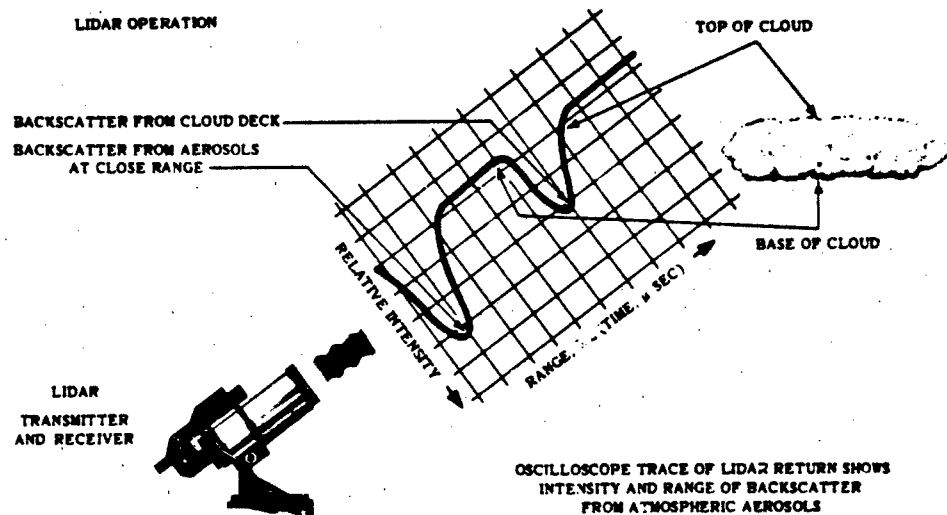 LIDAR OPERATION
TOP OF CLOUD
BACKSCATTER FROM CLOUD DECK
BACKSCATTER FROM AEROSOLS
AT CLOSE RANGE
BASE OF CLOUD
RELATIVE INTENSITY
RANGE, (TIME, μ SEC)
LIDAR
TRANSMITTER
AND RECEIVER
OSCILLOSCOPE TRACE OF LIDAR RETURN SHOWS
INTENSITY AND RANGE OF BACKSCATTER
FROM ATMOSPHERIC AEROSOLS